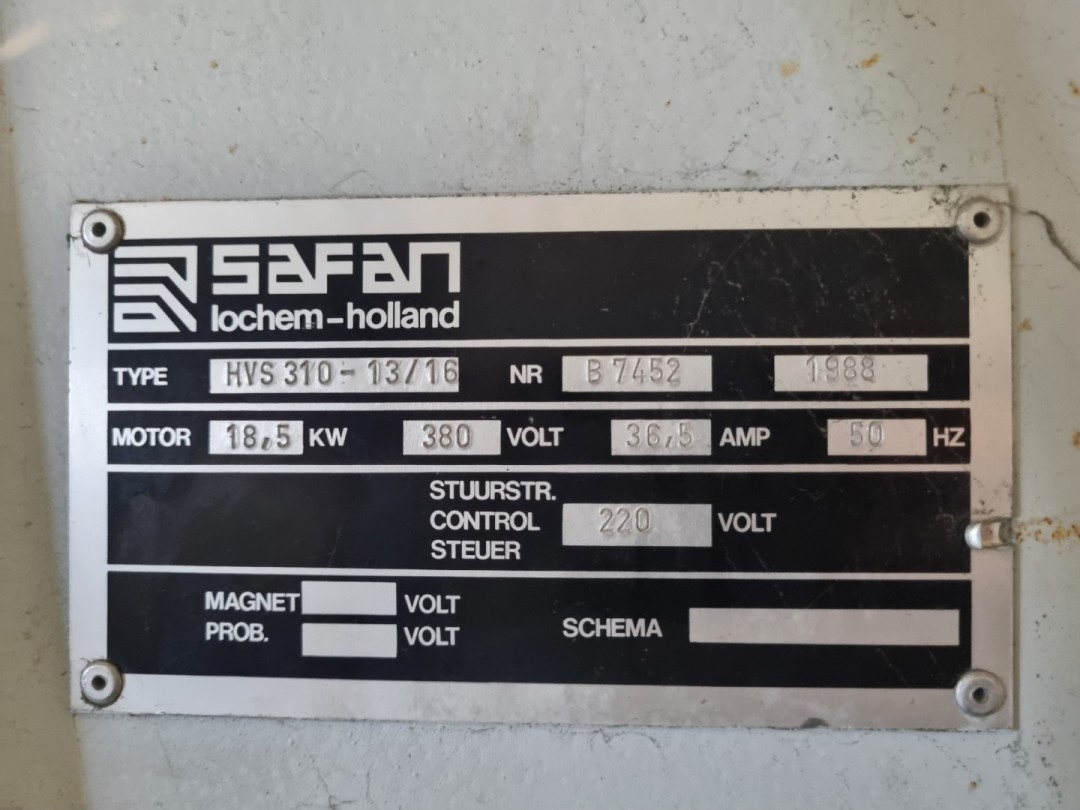 SAFAN
lochem-holland
TYPE HVS 310 - 13/16 NR B 7452 1988
MOTOR 18,5 KW 380 VOLT 36,5 AMP 50 HZ
STUURSTR.
CONTROL 220 VOLT
STEUER
MAGNET VOLT
PROB. VOLT SCHEMA